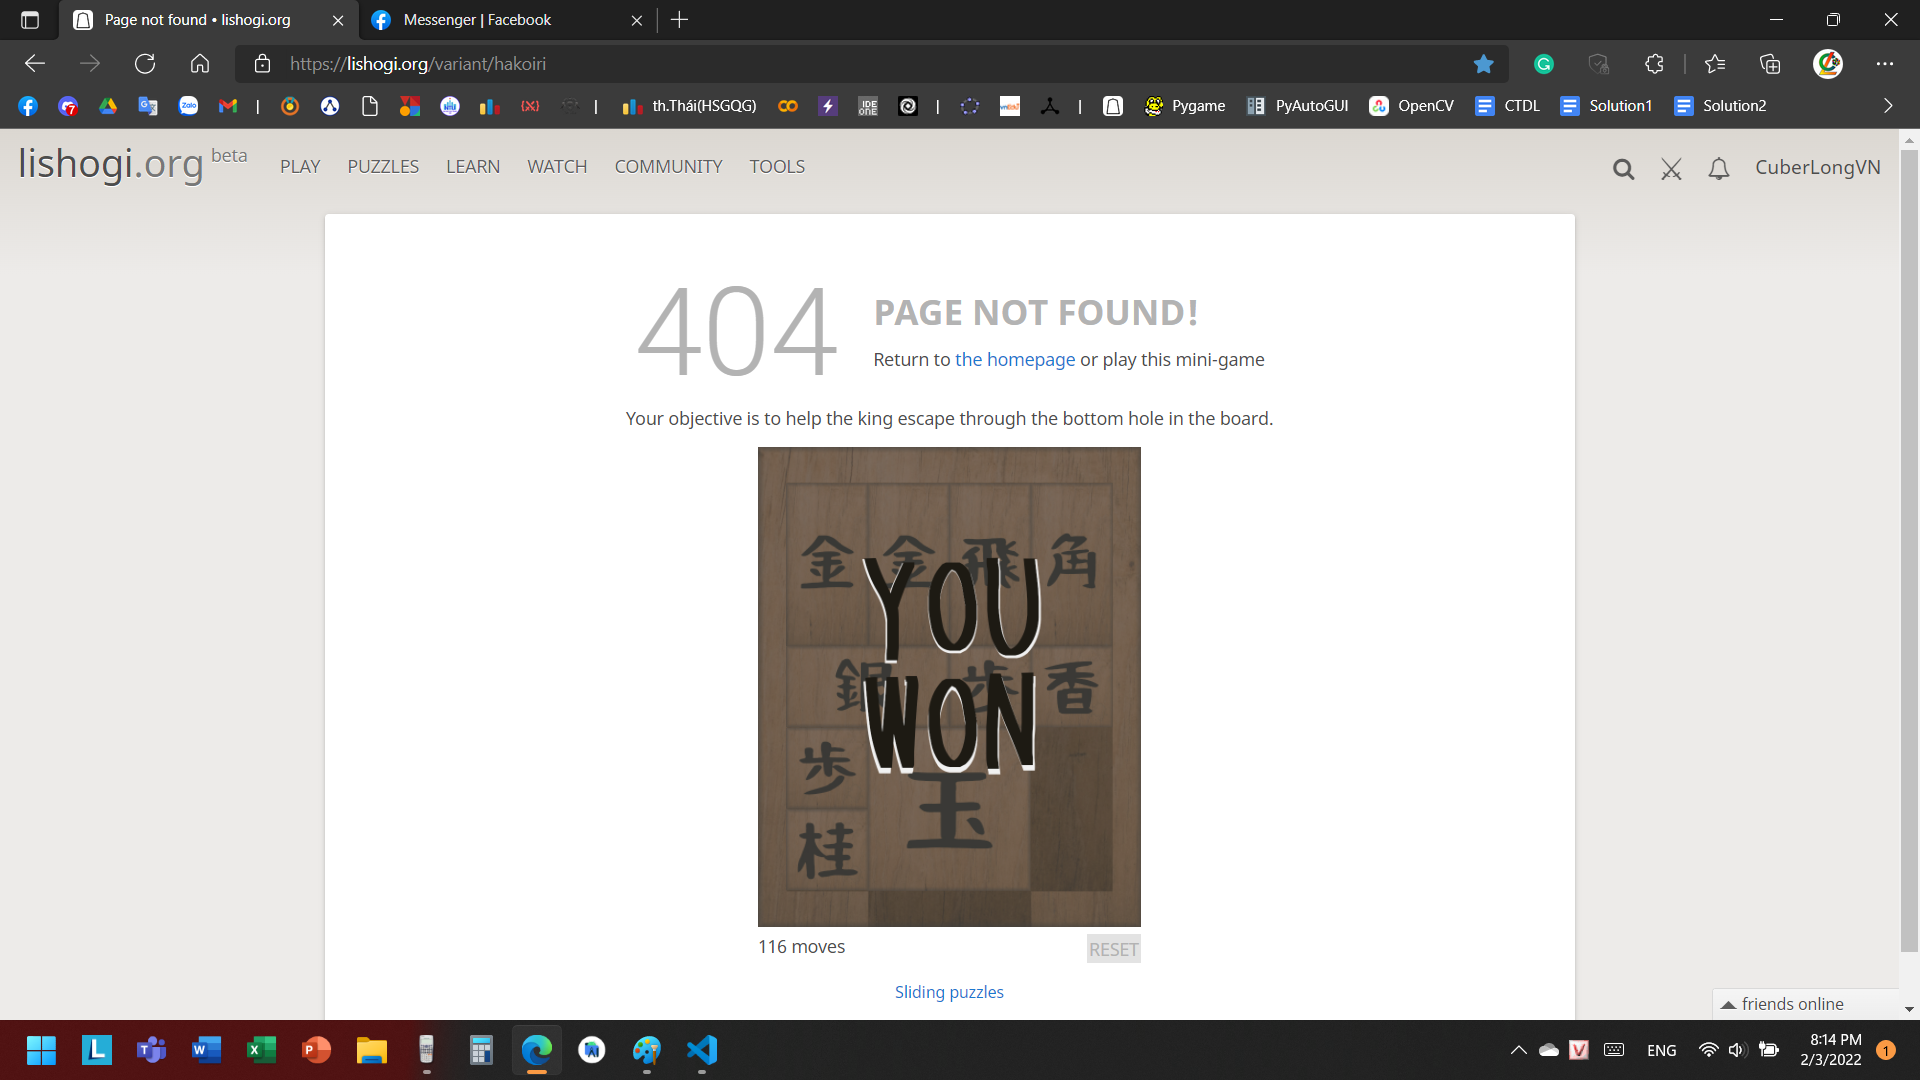 Page not found • lishogi.org
Messenger | Facebook
https://lishogi.org/variant/hakoiri
Zalo
th.Thái(HSGQG)
IDE
ONE
Pygame
PyAutoGUI
OpenCV
CTDL
Solution1
Solution2
lishogi.org beta
PLAY
PUZZLES
LEARN
WATCH
COMMUNITY
TOOLS
CuberLongVN
404
PAGE NOT FOUND!
Return to the homepage or play this mini-game
Your objective is to help the king escape through the bottom hole in the board.
金 金 飛 角
YOU
銀 歩 香
WON
歩
玉
桂
116 moves
RESET
Sliding puzzles
friends online
ENG
8:14 PM
2/3/2022
1